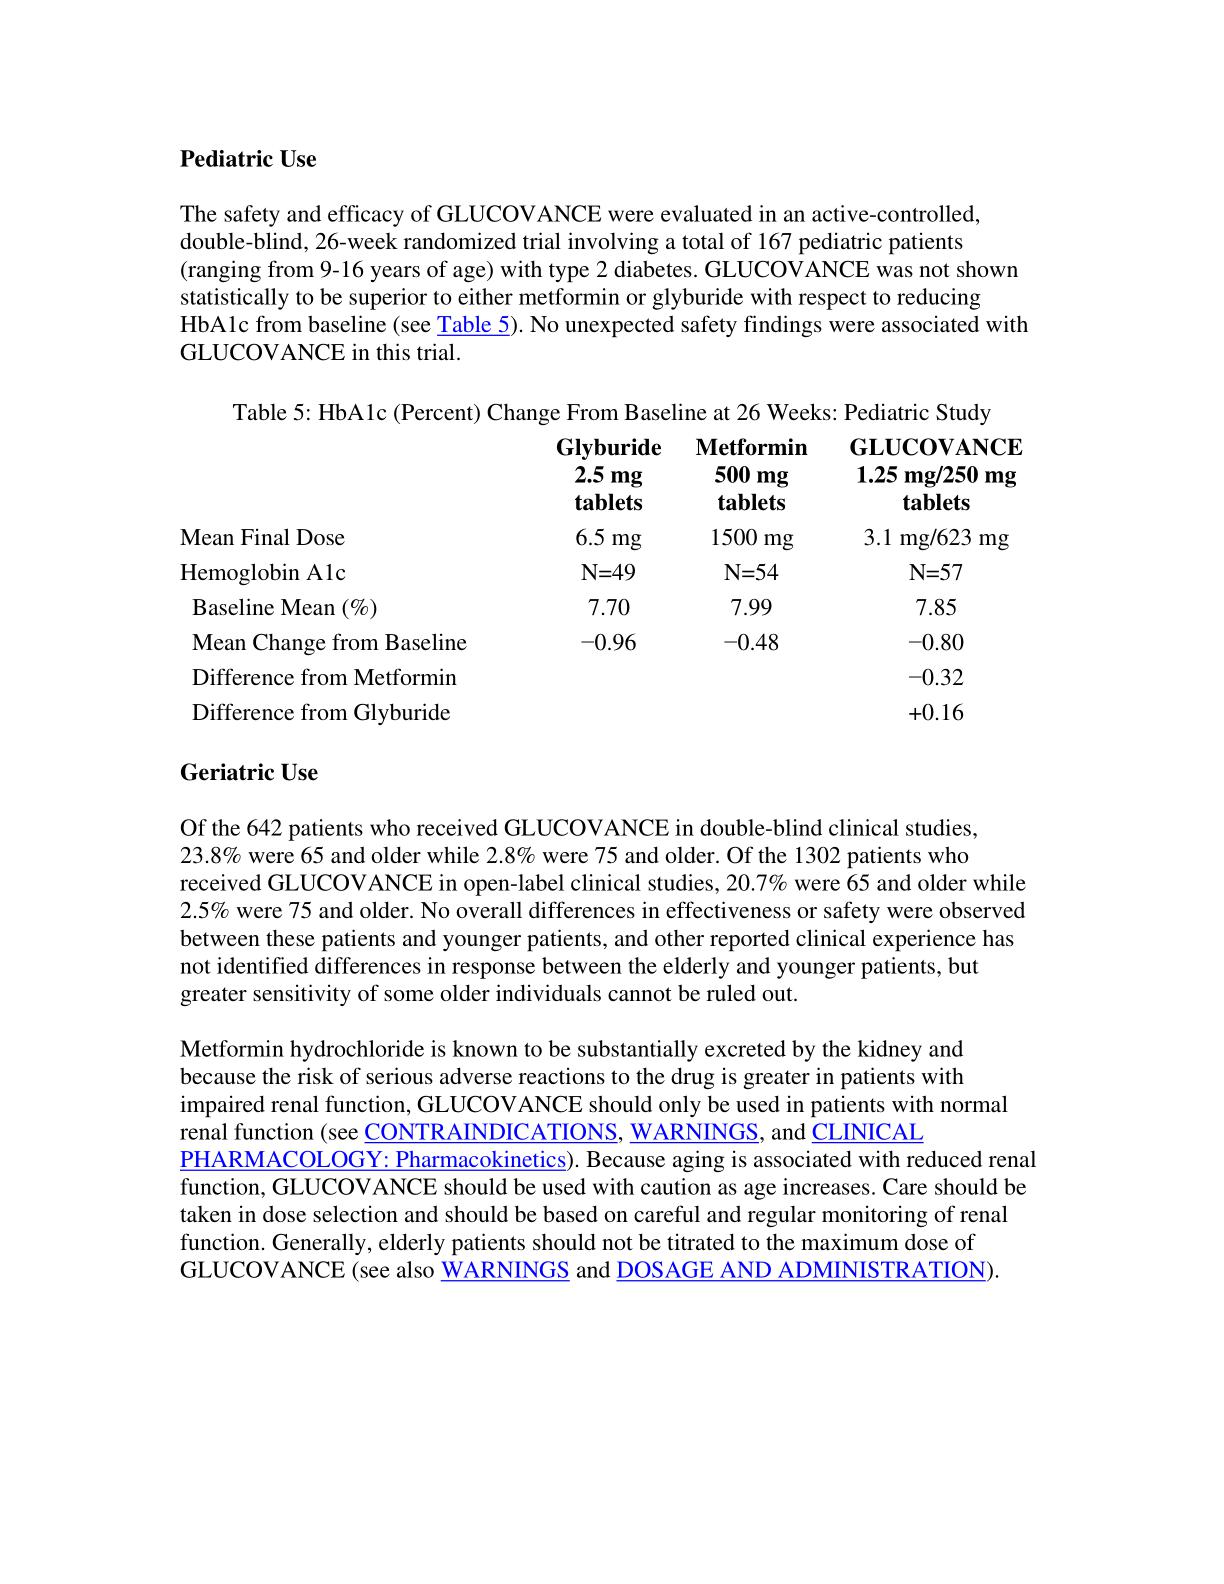 Pediatric Use
The safety and efficacy of GLUCOVANCE were evaluated in an active-controlled,
double-blind, 26-week randomized trial involving a total of 167 pediatric patients
(ranging from 9-16 years of age) with type 2 diabetes. GLUCOVANCE was not shown
statistically to be superior to either metformin or glyburide with respect to reducing
HbA1c from baseline (see Table 5). No unexpected safety findings were associated with
GLUCOVANCE in this trial.
Table 5: HbA1c (Percent) Change From Baseline at 26 Weeks: Pediatric Study
Glyburide Metformin GLUCOVANCE
2.5 mg 500 mg 1.25 mg/250 mg
tablets tablets tablets
Mean Final Dose 6.5 mg 1500 mg 3.1 mg/623 mg
Hemoglobin A1c N=49 N=54 N=57
Baseline Mean (%) 7.70 7.99 7.85
Mean Change from Baseline −0.96 −0.48 −0.80
Difference from Metformin −0.32
Difference from Glyburide +0.16
Geriatric Use
Of the 642 patients who received GLUCOVANCE in double-blind clinical studies,
23.8% were 65 and older while 2.8% were 75 and older. Of the 1302 patients who
received GLUCOVANCE in open-label clinical studies, 20.7% were 65 and older while
2.5% were 75 and older. No overall differences in effectiveness or safety were observed
between these patients and younger patients, and other reported clinical experience has
not identified differences in response between the elderly and younger patients, but
greater sensitivity of some older individuals cannot be ruled out.
Metformin hydrochloride is known to be substantially excreted by the kidney and
because the risk of serious adverse reactions to the drug is greater in patients with
impaired renal function, GLUCOVANCE should only be used in patients with normal
renal function (see CONTRAINDICATIONS, WARNINGS, and CLINICAL
PHARMACOLOGY: Pharmacokinetics). Because aging is associated with reduced renal
function, GLUCOVANCE should be used with caution as age increases. Care should be
taken in dose selection and should be based on careful and regular monitoring of renal
function. Generally, elderly patients should not be titrated to the maximum dose of
GLUCOVANCE (see also WARNINGS and DOSAGE AND ADMINISTRATION).